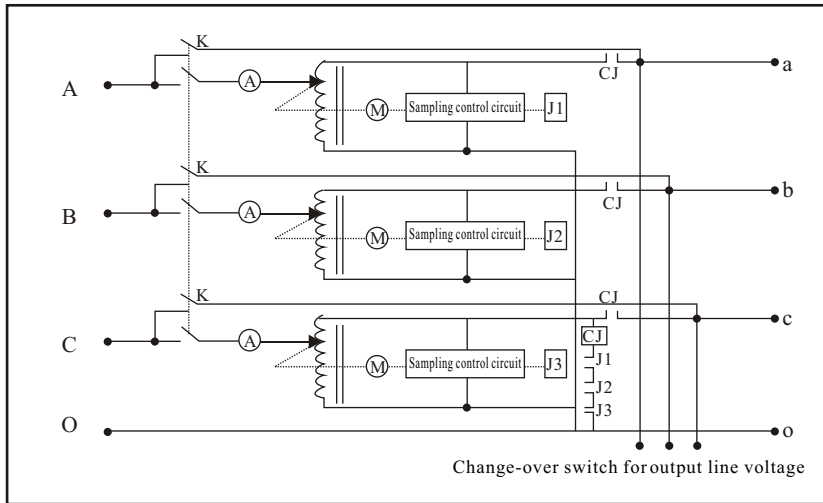 K
A
A
CJ
a
M
Sampling control circuit
J1
K
B
A
CJ
b
M
Sampling control circuit
J2
K
CJ
C
A
c
CJ
M
Sampling control circuit
J3
J1
J2
J3
O
o
Change-over switch for output line voltage